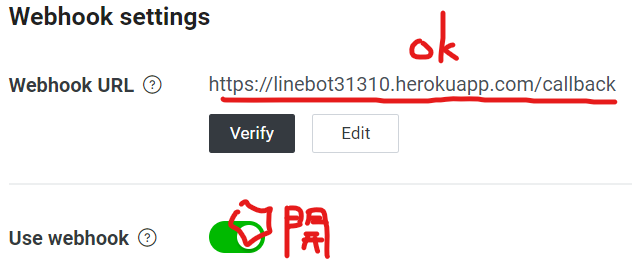 Webhook settings
ok
Webhook URL ?
https://linebot31310.herokuapp.com/callback
Verify Edit
Use webhook ? 開